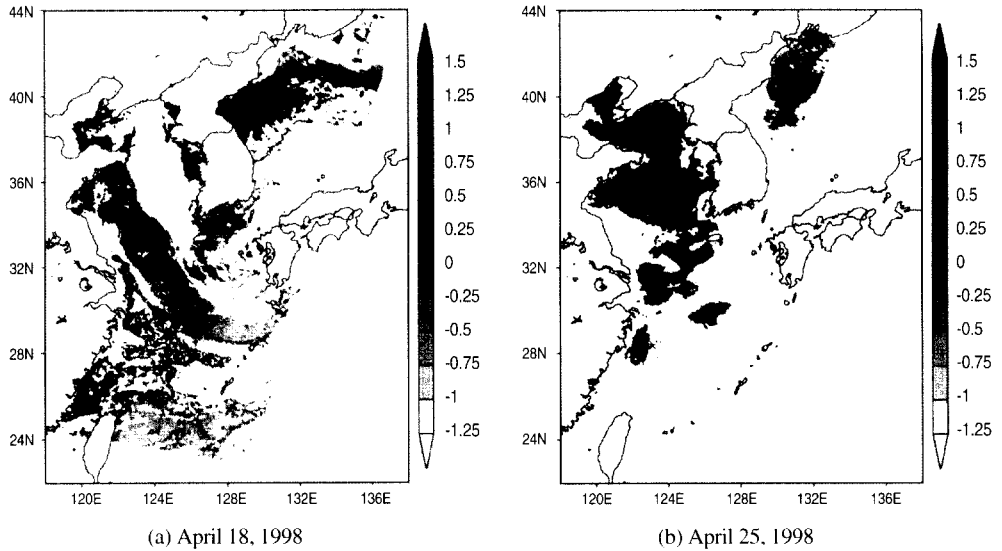 44N
40N
36N
32N
28N
24N
120E 124E 128E 132E 136E
1.5
1.25
1
0.75
0.5
0.25
0
-0.25
-0.5
-0.75
-1
-1.25
(a) April 18, 1998
44N
40N
36N
32N
28N
24N
120E 124E 128E 132E 136E
1.5
1.25
1
0.75
0.5
0.25
0
-0.25
-0.5
-0.75
-1
-1.25
(b) April 25, 1998